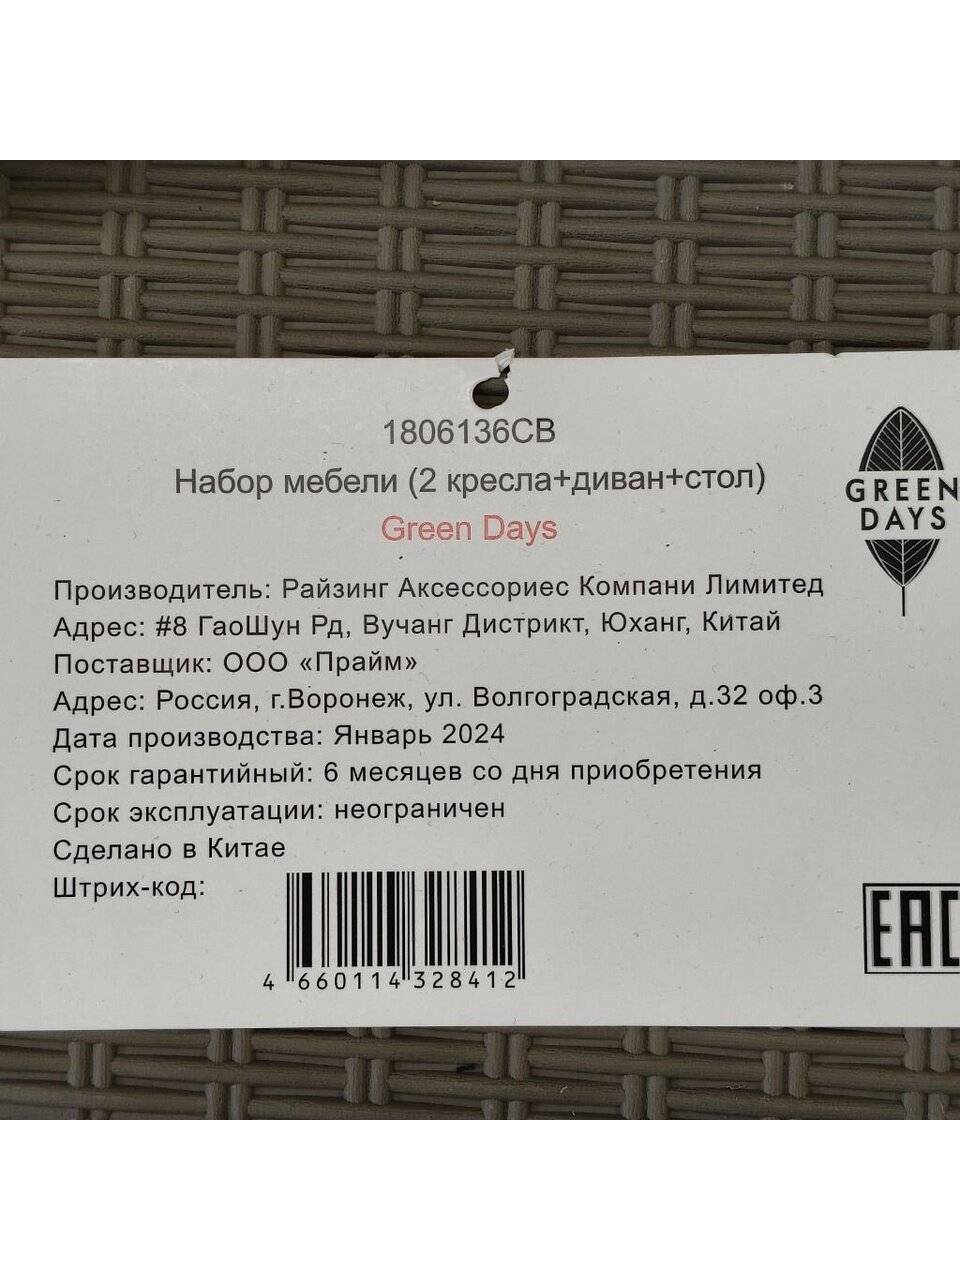 1806136CB
Набор мебели (2 кресла+диван+стол)
Green Days
GREEN
DAYS
Производитель: Райзинг Аксессориес Компани Лимитед
Адрес: #8 ГаоШун Рд, Вучанг Дистрикт, Юханг, Китай
Поставщик: ООО «Прайм»
Адрес: Россия, г.Воронеж, ул. Волгоградская, д.32 оф.3
Дата производства: Январь 2024
Срок гарантийный: 6 месяцев со дня приобретения
Срок эксплуатации: неограничен
Сделано в Китае
Штрих-код:
4 660114 328412
EAC